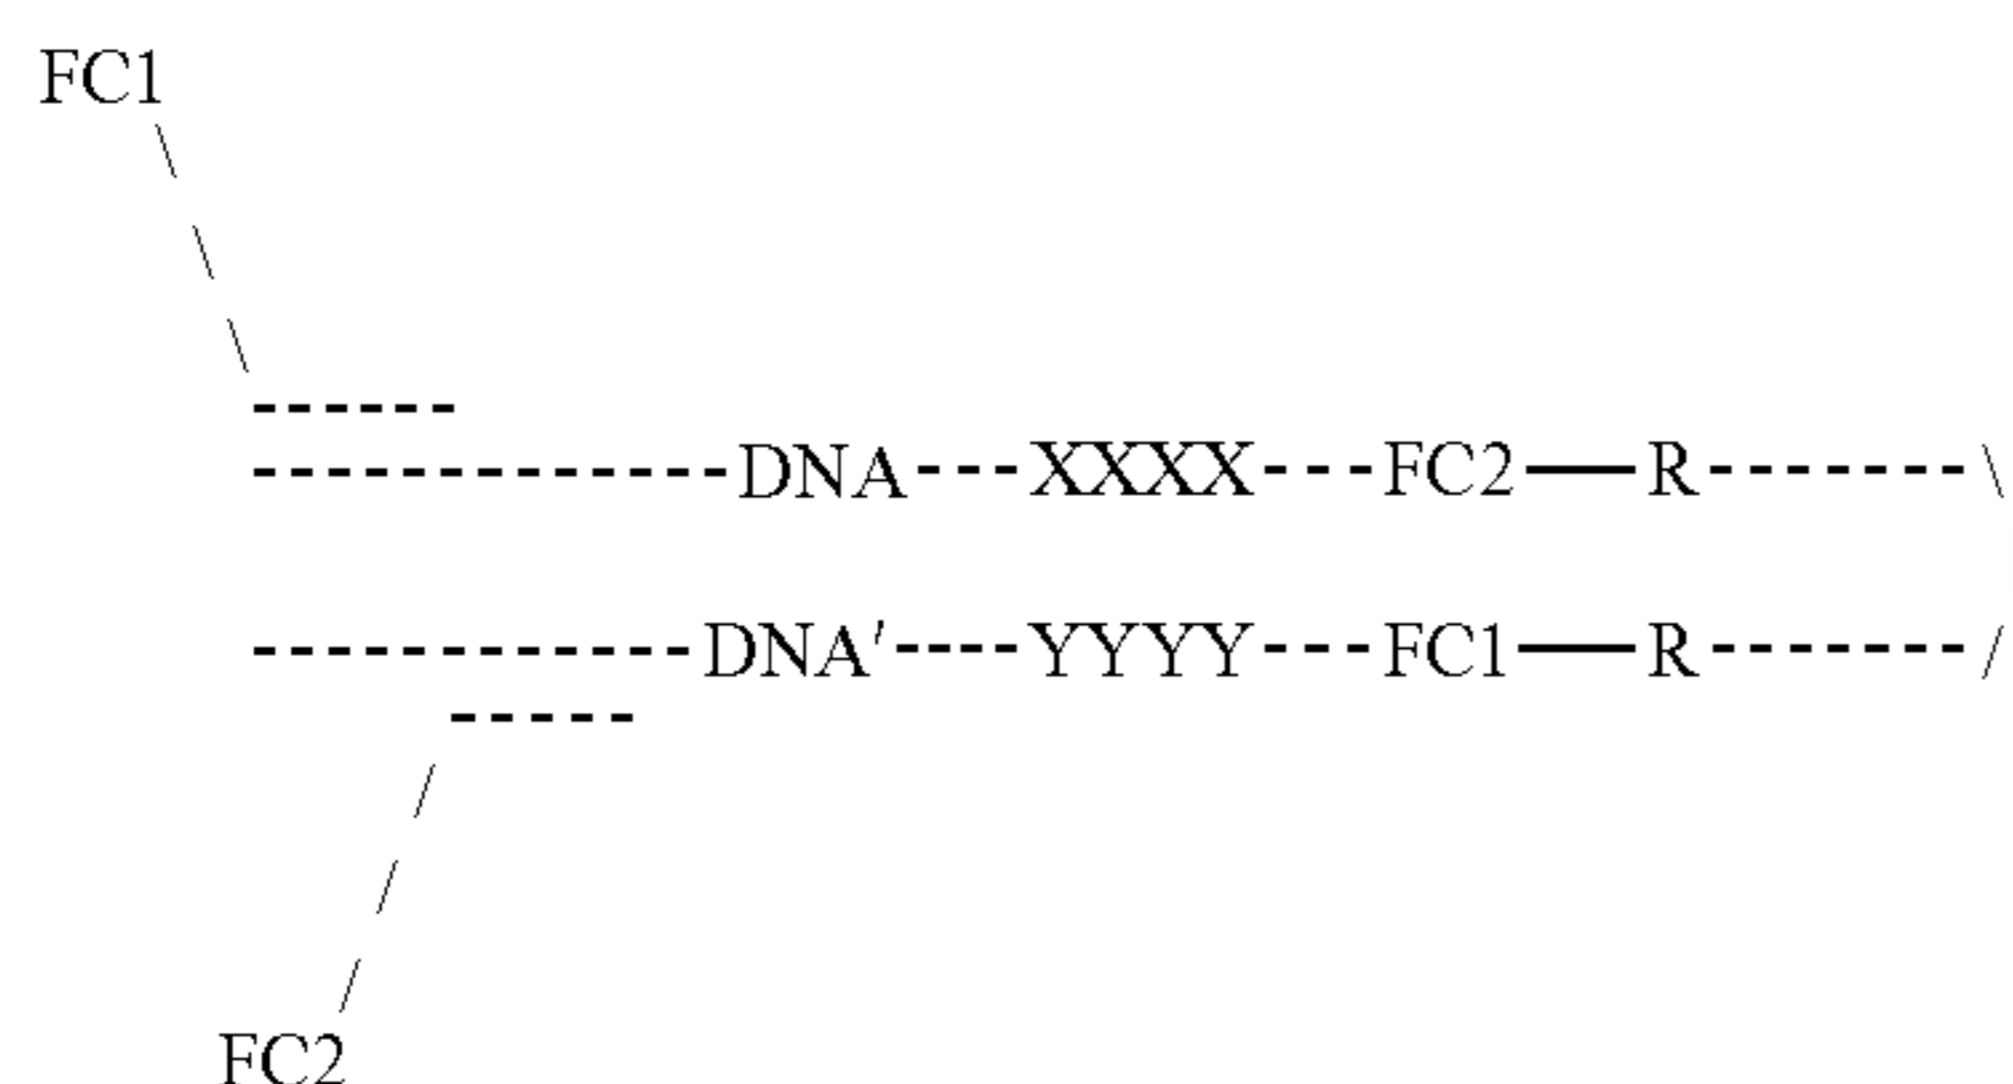 FC1
DNA---XXXX---FC2—R
DNA'----YYYY---FC1—R
FC2